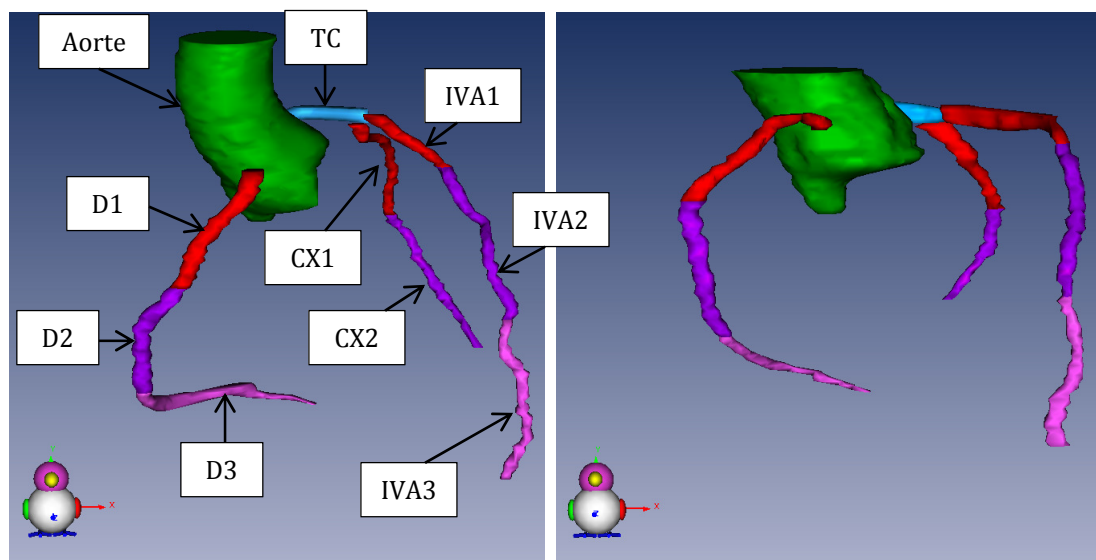 Aorte
TC
IVA1
D1
IVA2
CX1
D2
CX2
D3
IVA3
x
x